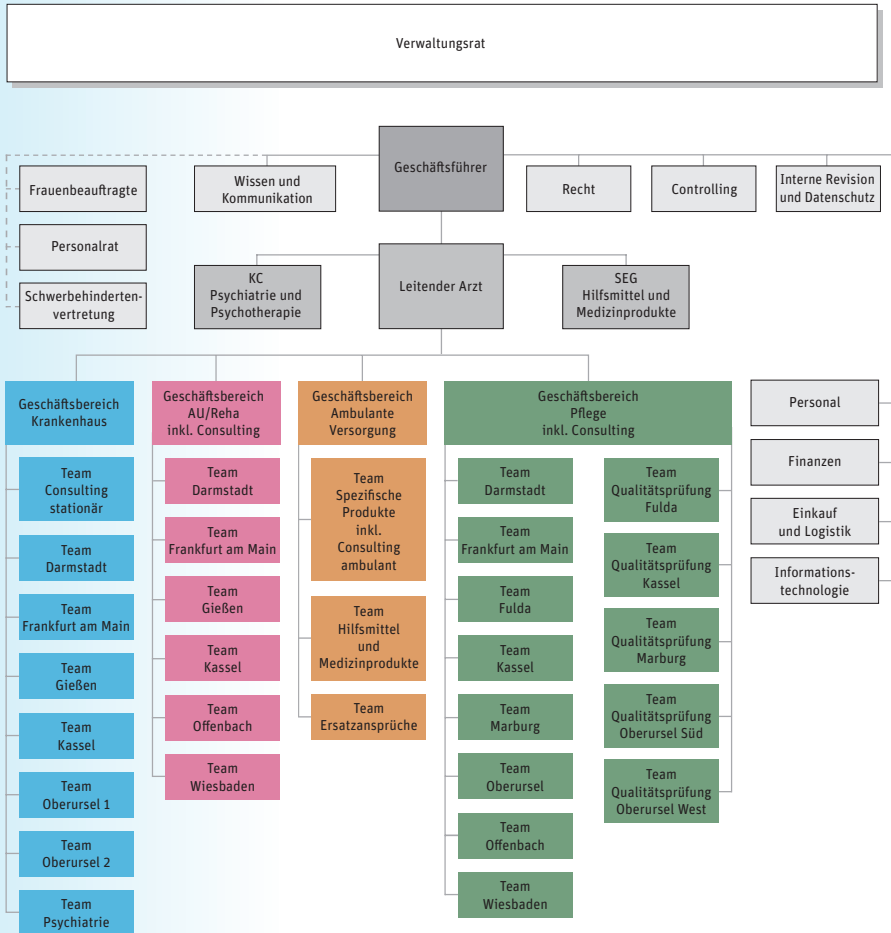 Verwaltungsrat
Geschäftsführer
Frauenbeauftragte
Wissen und
Kommunikation
Recht
Controlling
Interne Revision
und Datenschutz
Personalrat
Schwerbehinderten-
vertretung
KC
Psychiatrie und
Psychotherapie
Leitender Arzt
SEG
Hilfsmittel und
Medizinprodukte
Geschäftsbereich
Krankenhaus
Team
Consulting
stationär
Team
Darmstadt
Team
Frankfurt am Main
Team
Gießen
Team
Kassel
Team
Oberursel 1
Team
Oberursel 2
Team
Psychiatrie
Geschäftsbereich
AU/Reha
inkl. Consulting
Team
Darmstadt
Team
Frankfurt am Main
Team
Gießen
Team
Kassel
Team
Offenbach
Team
Wiesbaden
Geschäftsbereich
Ambulante
Versorgung
Team
Spezifische
Produkte
inkl.
Consulting
ambulant
Team
Hilfsmittel
und
Medizinprodukte
Team
Ersatzansprüche
Geschäftsbereich
Pflege
inkl. Consulting
Team
Darmstadt
Team
Frankfurt am Main
Team
Fulda
Team
Kassel
Team
Marburg
Team
Oberursel
Team
Offenbach
Team
Wiesbaden
Team
Qualitätsprüfung
Fulda
Team
Qualitätsprüfung
Kassel
Team
Qualitätsprüfung
Marburg
Team
Qualitätsprüfung
Oberursel Süd
Team
Qualitätsprüfung
Oberursel West
Personal
Finanzen
Einkauf
und Logistik
Informations-
technologie